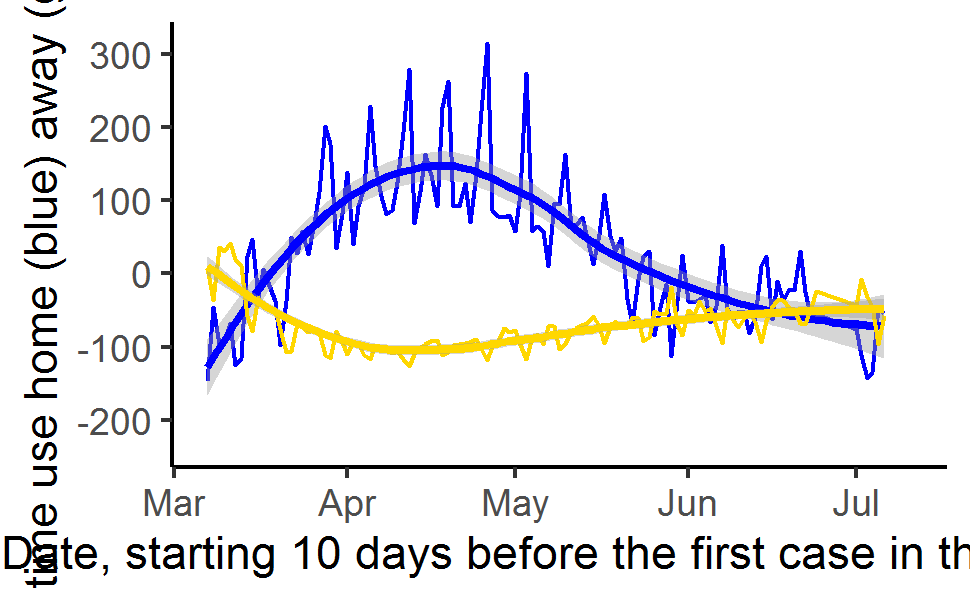 time use home (blue) away (
300
200
100
0
-100
-200
Mar Apr May Jun Jul
Date, starting 10 days before the first case in th